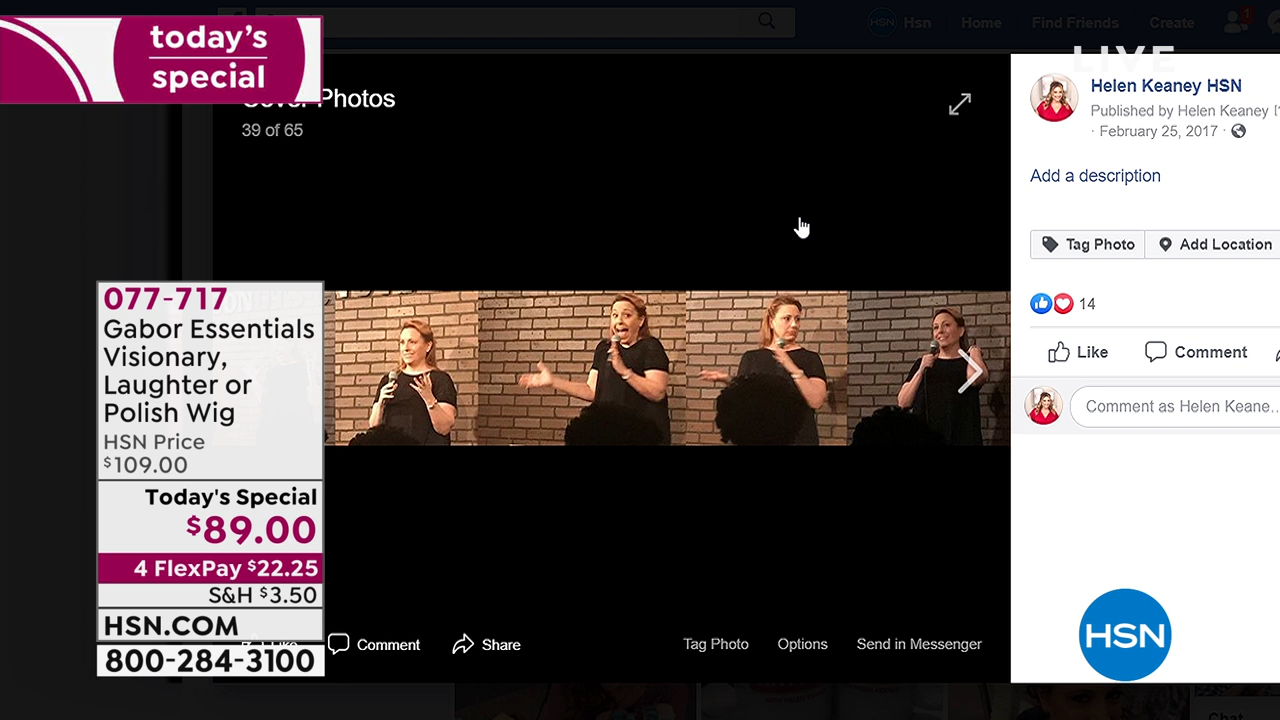 today's
special
Hsn
Home
Find Friends
Create
1
LIVE
Cover Photos
39 of 65
Helen Keaney HSN
Published by Helen Keaney
· February 25, 2017 ·
Add a description
Tag Photo
Add Location
14
Like
Comment
Comment as Helen Keane...
077-717
Gabor Essentials
Visionary,
Laughter or
Polish Wig
HSN Price
$109.00
Today's Special
$89.00
4 FlexPay $22.25
S&H $3.50
HSN.COM
800-284-3100
Like
Comment
Share
Tag Photo
Options
Send in Messenger
HSN
Chat